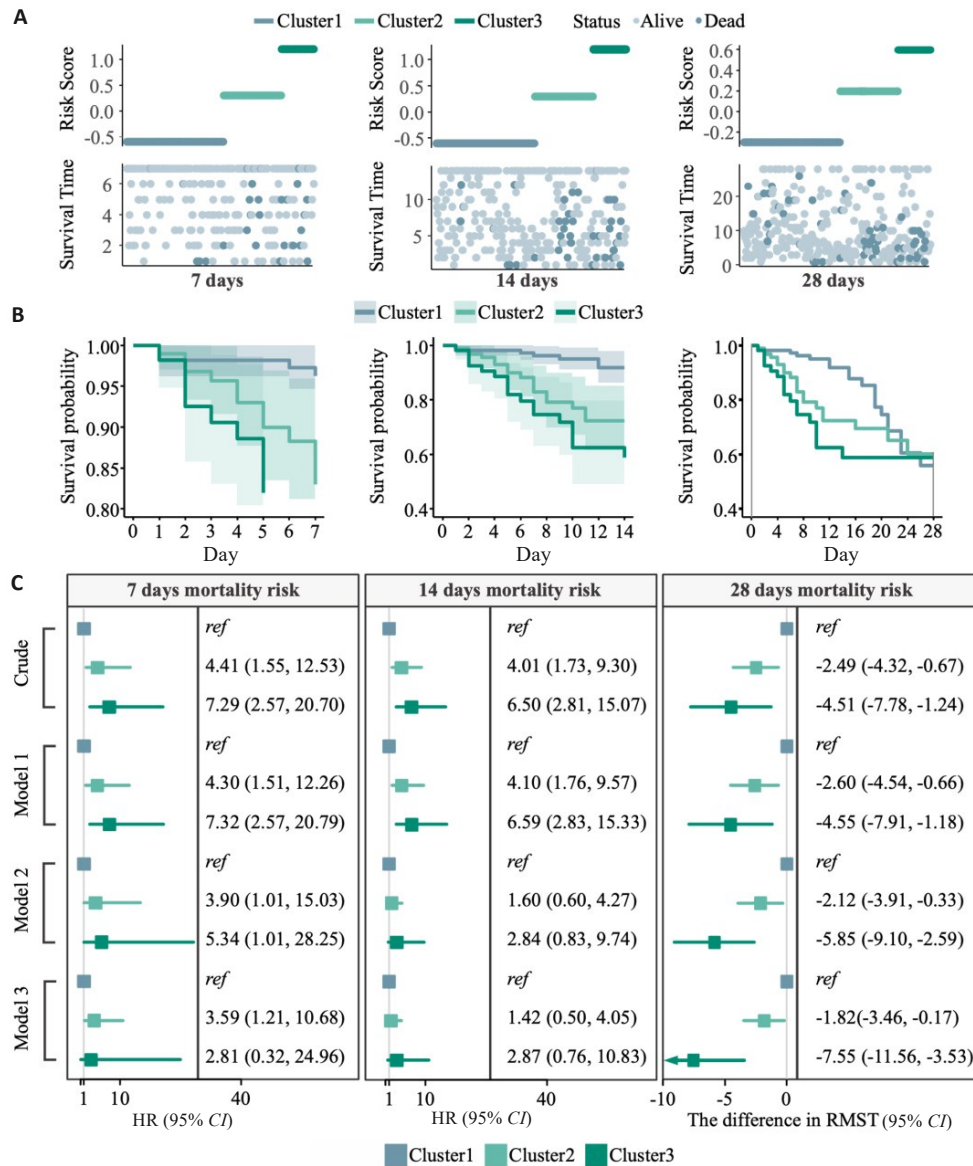 A
Cluster1 Cluster2 Cluster3 Status Alive Dead
Risk Score
1.0
0.5
0.0
-0.5
Survival Time
6
4
2
7 days
Risk Score
1.0
0.5
0.0
-0.5
Survival Time
10
5
14 days
Risk Score
0.6
0.4
0.2
0.0
-0.2
Survival Time
20
10
0
28 days
B
Cluster1 Cluster2 Cluster3
Survival probability
1.00
0.95
0.90
0.85
0.80
0 1 2 3 4 5 6 7
Day
Survival probability
1.0
0.8
0.6
0.4
0 2 4 6 8 10 12 14
Day
Survival probability
1.0
0.8
0.6
0.4
0 2 4 8 12 16 20 24 28
Day
C
7 days mortality risk 14 days mortality risk 28 days mortality risk
Crude
ref ref ref
4.41 (1.55, 12.53) 4.01 (1.73, 9.30) -2.49 (-4.32, -0.67)
7.29 (2.57, 20.70) 6.50 (2.81, 15.07) -4.51 (-7.78, -1.24)
Model 1
ref ref ref
4.30 (1.51, 12.26) 4.10 (1.76, 9.57) -2.60 (-4.54, -0.66)
7.32 (2.57, 20.79) 6.59 (2.83, 15.33) -4.55 (-7.91, -1.18)
Model 2
ref ref ref
3.90 (1.01, 15.03) 1.60 (0.60, 4.27) -2.12 (-3.91, -0.33)
5.34 (1.01, 28.25) 2.84 (0.83, 9.74) -5.85 (-9.10, -2.59)
Model 3
ref ref ref
3.59 (1.21, 10.68) 1.42 (0.50, 4.05) -1.82(-3.46, -0.17)
2.81 (0.32, 24.96) 2.87 (0.76, 10.83) -7.55 (-11.56, -3.53)
1 10 40 1 10 40 -10 -5 0
HR (95% CI) HR (95% CI) The difference in RMST (95% CI)
Cluster1 Cluster2 Cluster3